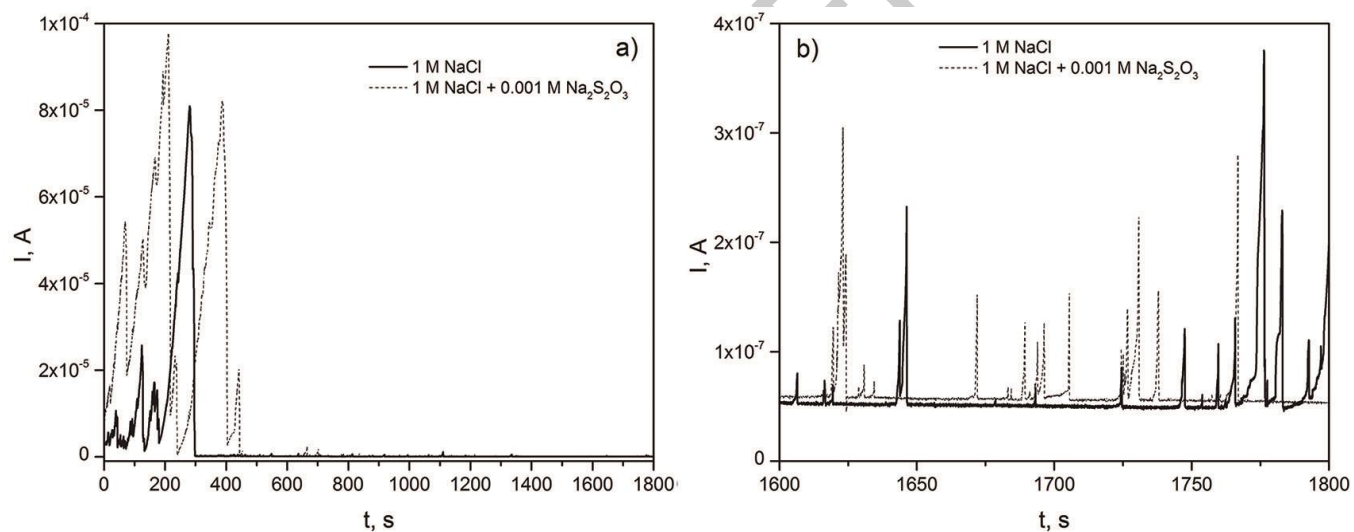 a)
1 M NaCl
1 M NaCl + 0.001 M Na₂S₂O₃
1x10⁻⁴
8x10⁻⁵
6x10⁻⁵
4x10⁻⁵
2x10⁻⁵
0
I, A
0 200 400 600 800 1000 1200 1400 1600 1800
t, s
b)
1 M NaCl
1 M NaCl + 0.001 M Na₂S₂O₃
4x10⁻⁷
3x10⁻⁷
2x10⁻⁷
1x10⁻⁷
0
I, A
1600 1650 1700 1750 1800
t, s